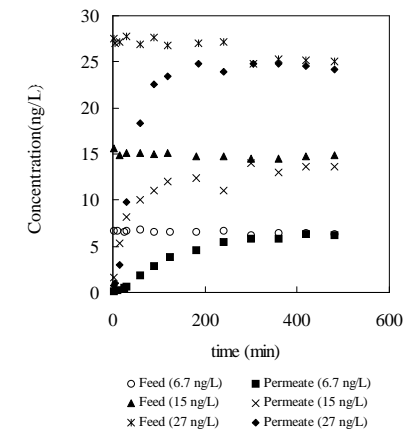 30
25
20
15
10
5
0
Concentration(ng/L}
0 200 400 600
time (min)
Feed (6.7 ng/L) Permeate (6.7 ng/L)
Feed (15 ng/L) Permeate (15 ng/L)
Feed (27 ng/L) Permeate (27 ng/L)